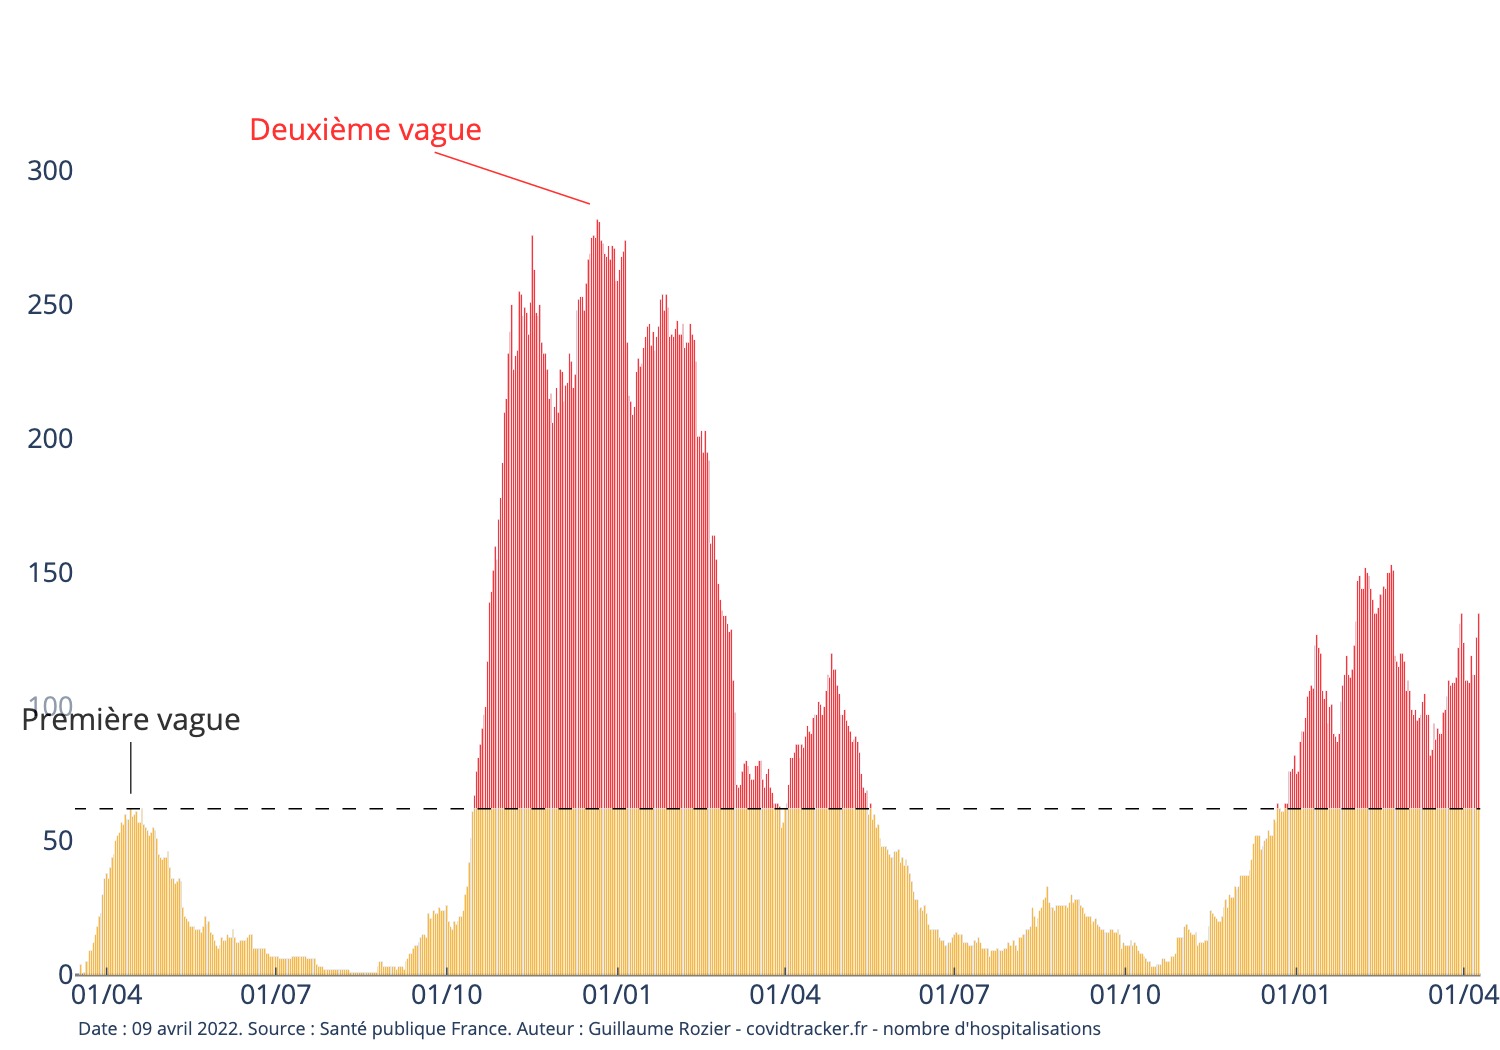 Deuxième vague
300
250
200
150
100
Première vague
50
0
01/04 01/07 01/10 01/01 01/04 01/07 01/10 01/01 01/04
Date : 09 avril 2022. Source : Santé publique France. Auteur : Guillaume Rozier - covidtracker.fr - nombre d'hospitalisations